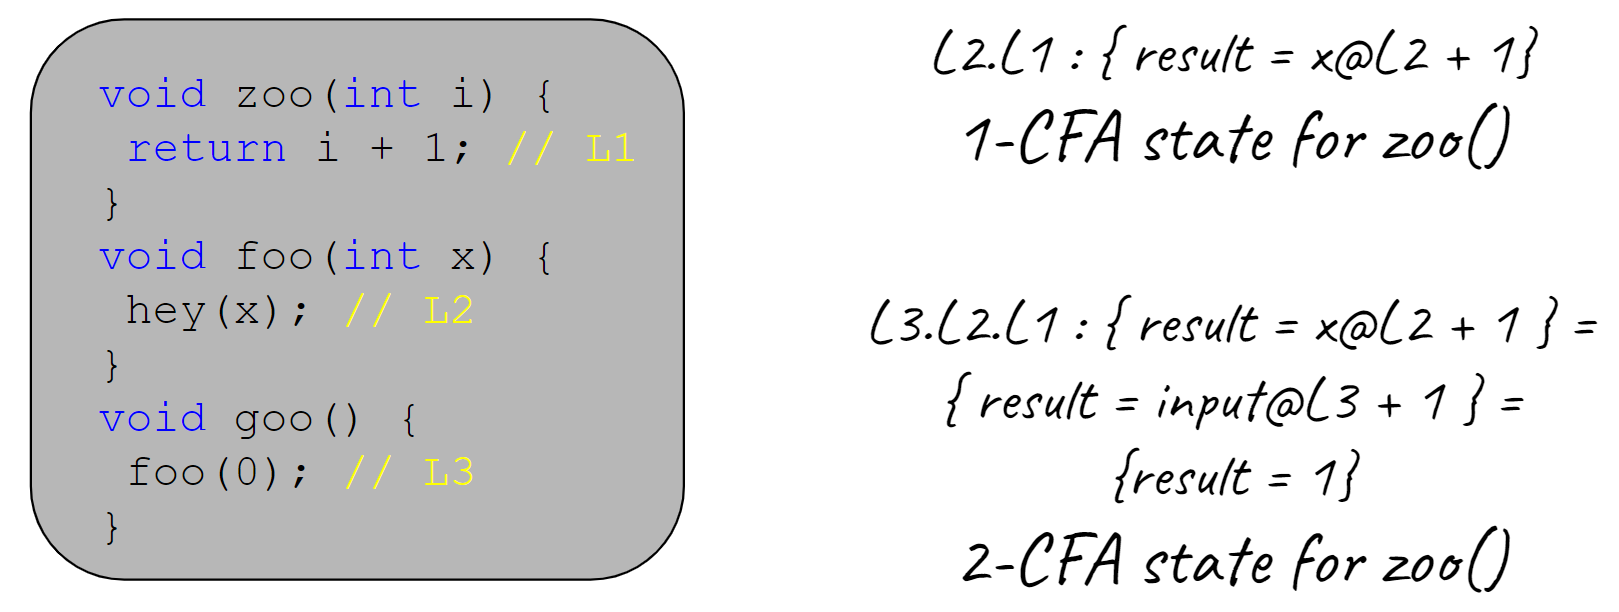 void zoo(int i) {
return i + 1; // L1
}
void foo(int x) {
hey(x); // L2
}
void goo() {
foo(0); // L3
}
L2.L1 : { result = x@L2 + 1}
1-CFA state for zoo()
L3.L2.L1 : { result = x@L2 + 1 } =
{ result = input@L3 + 1 } =
{result = 1}
2-CFA state for zoo()